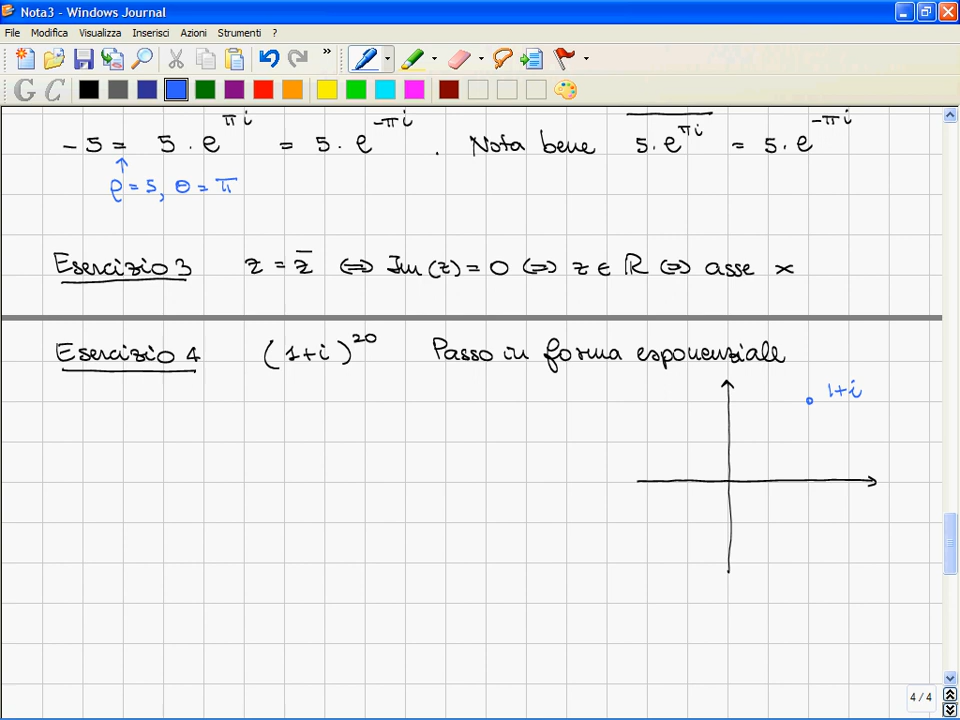 Nota3 - Windows Journal
File Modifica Visualizza Inserisci Azioni Strumenti ?
G C
-5 = 5 · e^{πi} = 5 · e^{-πi} . Nota bene \overline{5·e^{πi}} = 5·e^{-πi}
ρ = 5, θ = π
Esercizio 3 z = z̄ ⇔ Im(z) = 0 ⇔ z ∈ ℝ ⇔ asse x
Esercizio 4 (1+i)^{20} Passo in forma esponenziale
1+i
4 / 4